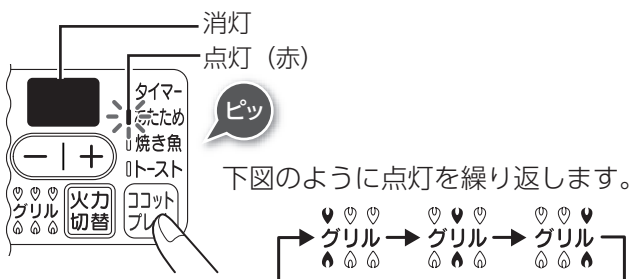 消灯
点灯（赤）
タイマー
あたため
焼き魚
トースト
ピッ
－｜＋
グリル
火力
切替
ココット
プレ
下図のように点灯を繰り返します。
グリル
グリル
グリル